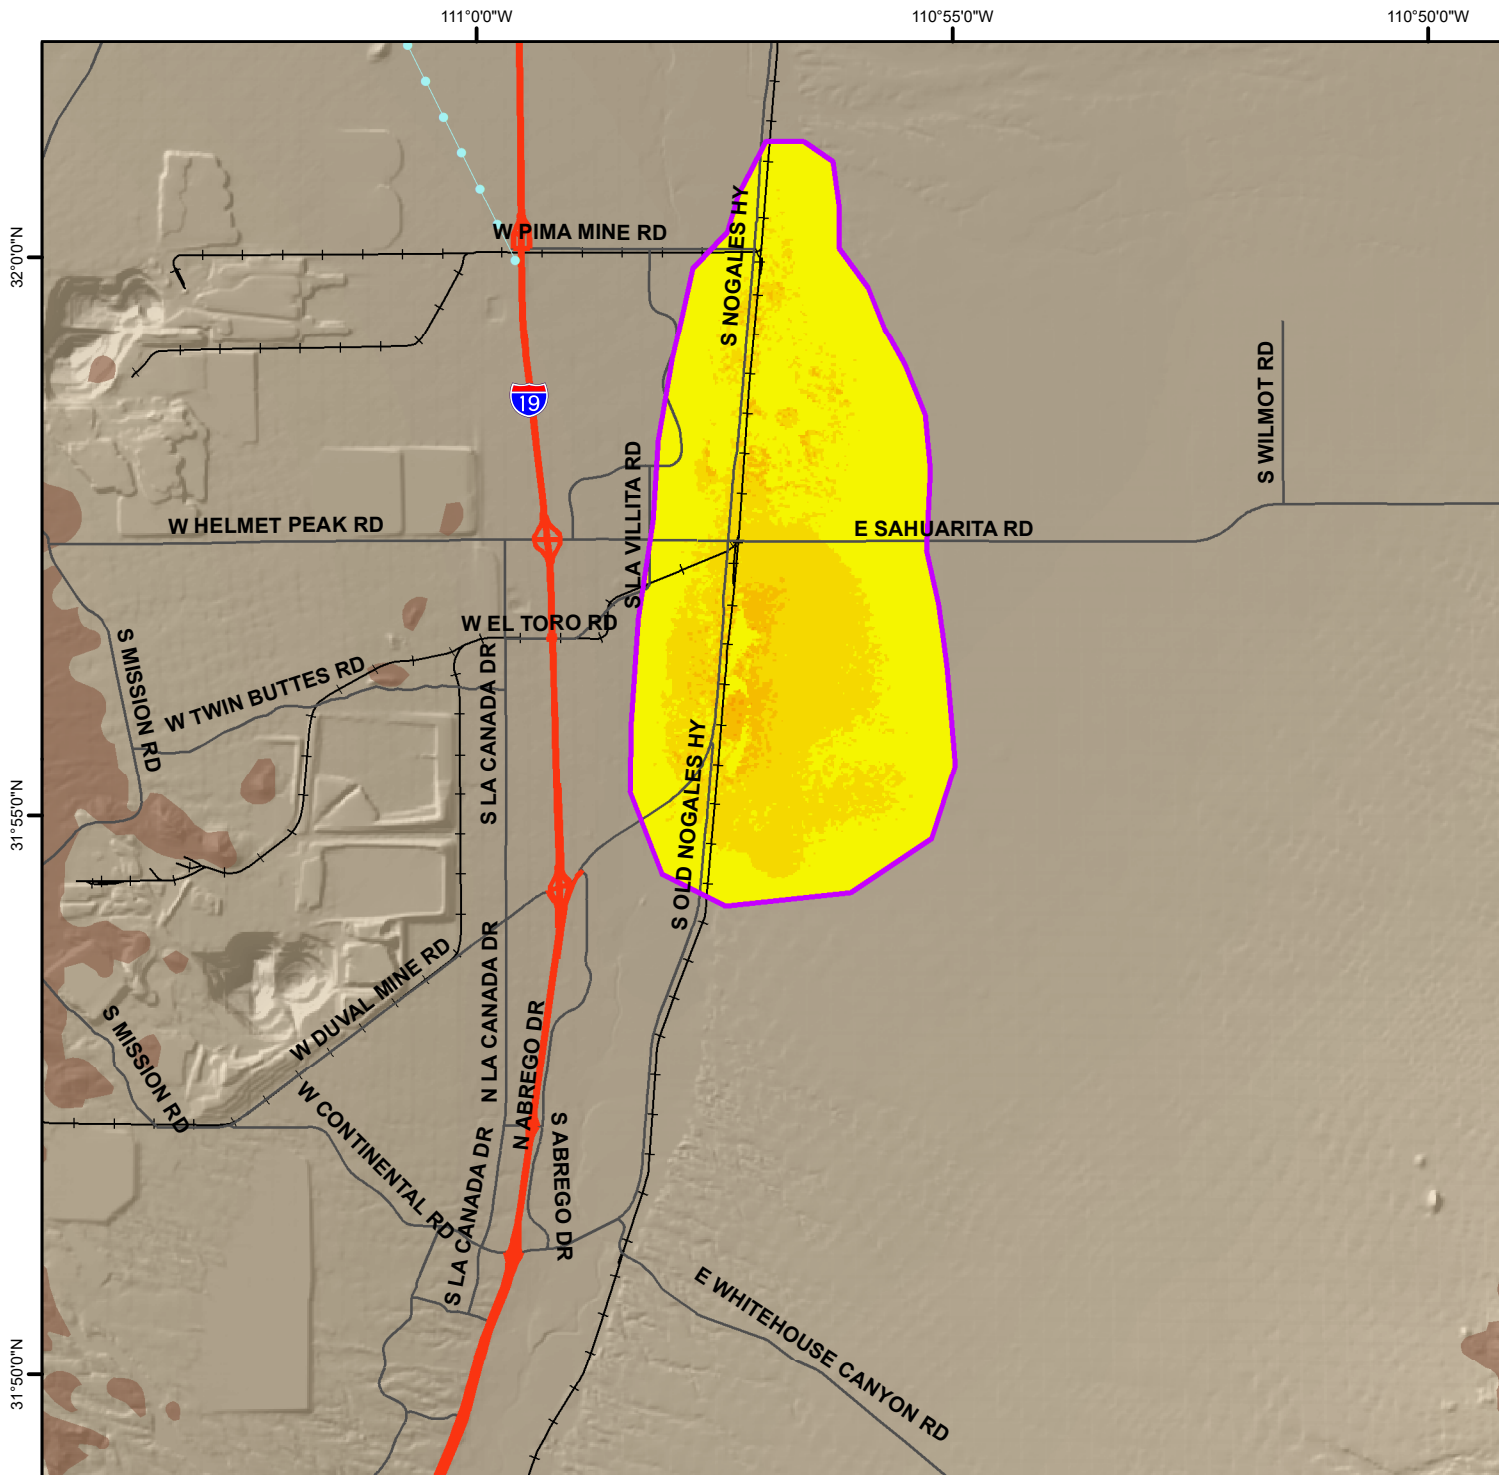 111°0'0"W
110°55'0"W
110°50'0"W
32°0'0"N
31°55'0"N
31°50'0"N
W PIMA MINE RD
S NOGALES HY
19
S WILMOT RD
S LA VILLITA RD
W HELMET PEAK RD
E SAHUARITA RD
W EL TORO RD
S MISSION RD
W TWIN BUTTES RD
S LA CANADA DR
S OLD NOGALES HY
W DUVAL MINE RD
N LA CANADA DR
N ABREGO DR
S MISSION RD
W CONTINENTAL RD
S LA CANADA DR
S ABREGO DR
E WHITEHOUSE CANYON RD